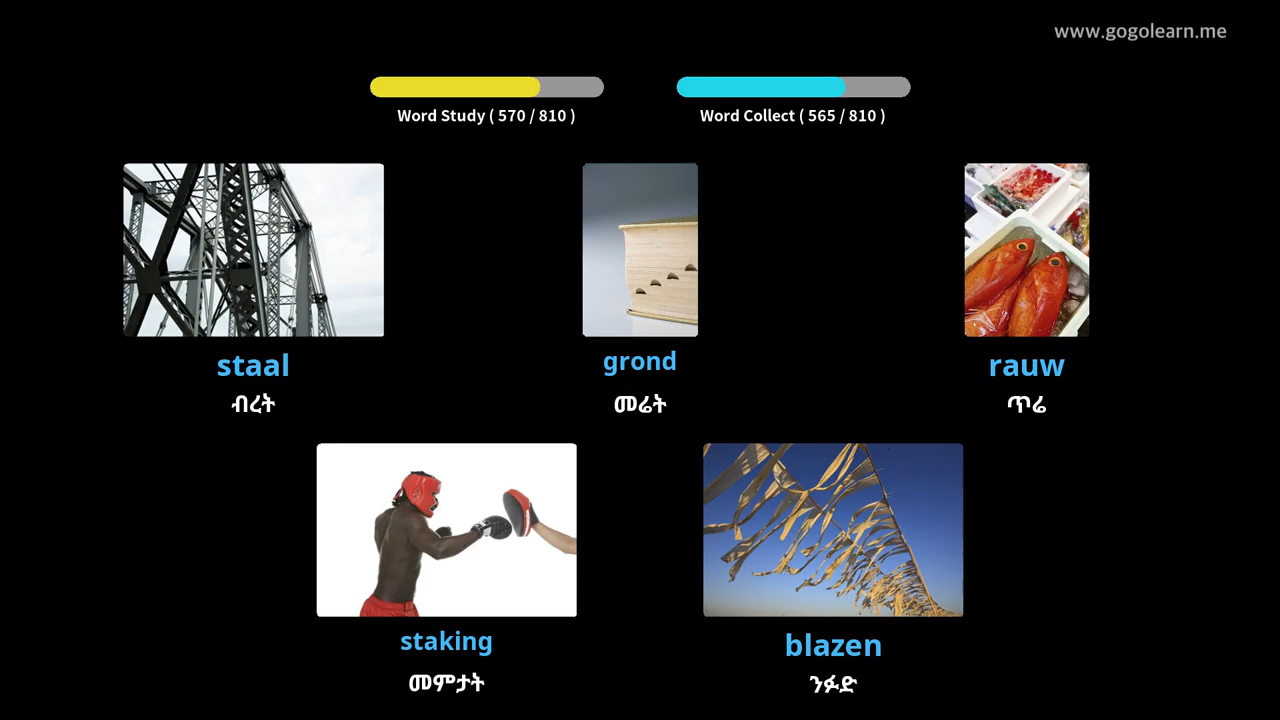 www.gogolearn.me
Word Study ( 570 / 810 )
Word Collect ( 565 / 810 )
staal
ብረት
grond
መሬት
rauw
ጥሬ
staking
መምታት
blazen
ንፉድ